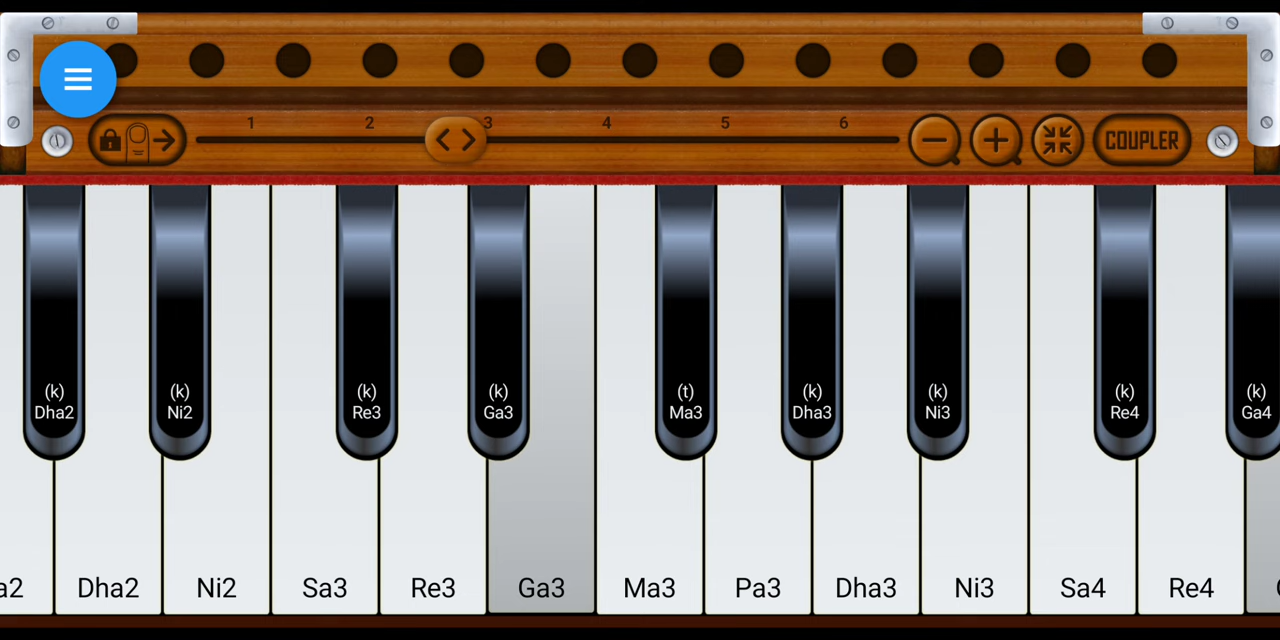 1 2 3 4 5 6
COUPLER
(k) (k) (k) (k) (t) (k) (k) (k) (k)
Dha2 Ni2 Re3 Ga3 Ma3 Dha3 Ni3 Re4 Ga4
Dha2 Ni2 Sa3 Re3 Ga3 Ma3 Pa3 Dha3 Ni3 Sa4 Re4